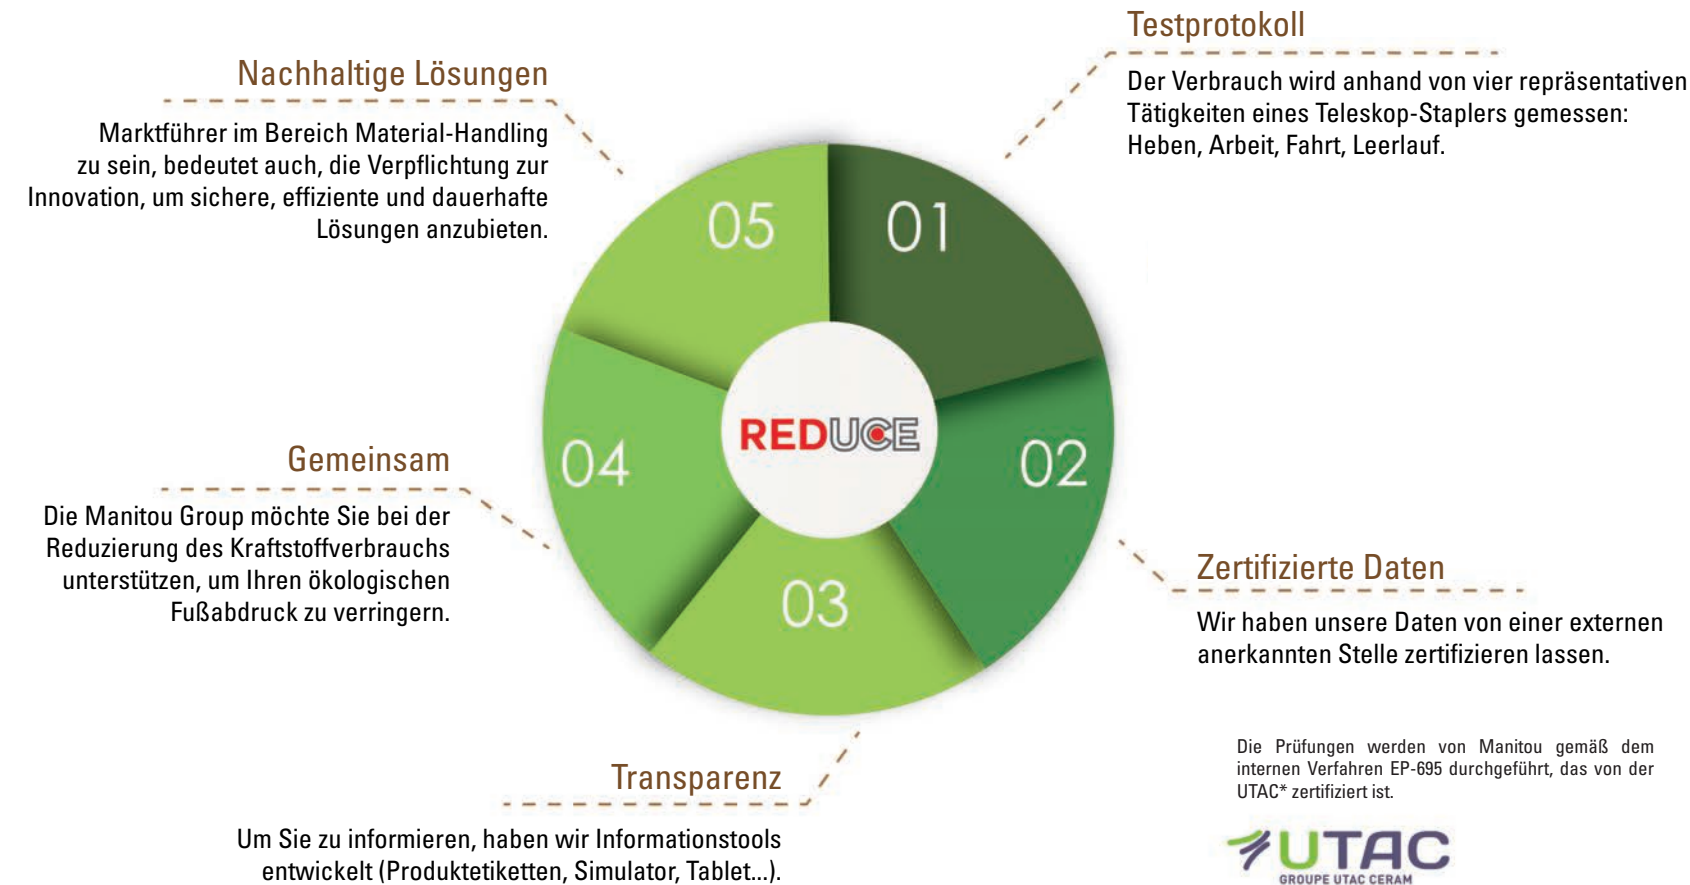 Testprotokoll
Der Verbrauch wird anhand von vier repräsentativen
Tätigkeiten eines Teleskop-Staplers gemessen:
Heben, Arbeit, Fahrt, Leerlauf.
Nachhaltige Lösungen
Marktführer im Bereich Material-Handling
zu sein, bedeutet auch, die Verpflichtung zur
Innovation, um sichere, effiziente und dauerhafte
Lösungen anzubieten.
05
01
REDUCE
04
02
03
Gemeinsam
Die Manitou Group möchte Sie bei der
Reduzierung des Kraftstoffverbrauchs
unterstützen, um Ihren ökologischen
Fußabdruck zu verringern.
Zertifizierte Daten
Wir haben unsere Daten von einer externen
anerkannten Stelle zertifizieren lassen.
Die Prüfungen werden von Manitou gemäß dem
internen Verfahren EP-695 durchgeführt, das von der
UTAC* zertifiziert ist.
Transparenz
Um Sie zu informieren, haben wir Informationstools
entwickelt (Produktetiketten, Simulator, Tablet...).
UTAC
GROUPE UTAC CERAM